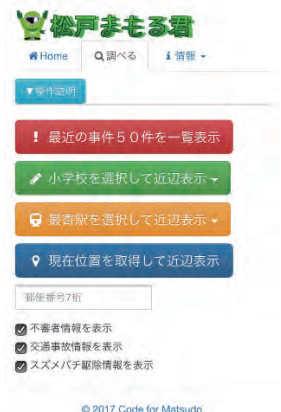 松戸まもる君
Home 調べる 情報
▼操作説明
! 最近の事件50件を一覧表示
小学校を選択して近辺表示
最寄駅を選択して近辺表示
現在位置を取得して近辺表示
郵便番号7桁
不審者情報を表示
交通事故情報を表示
スズメバチ駆除情報を表示
© 2017 Code for Matsudo